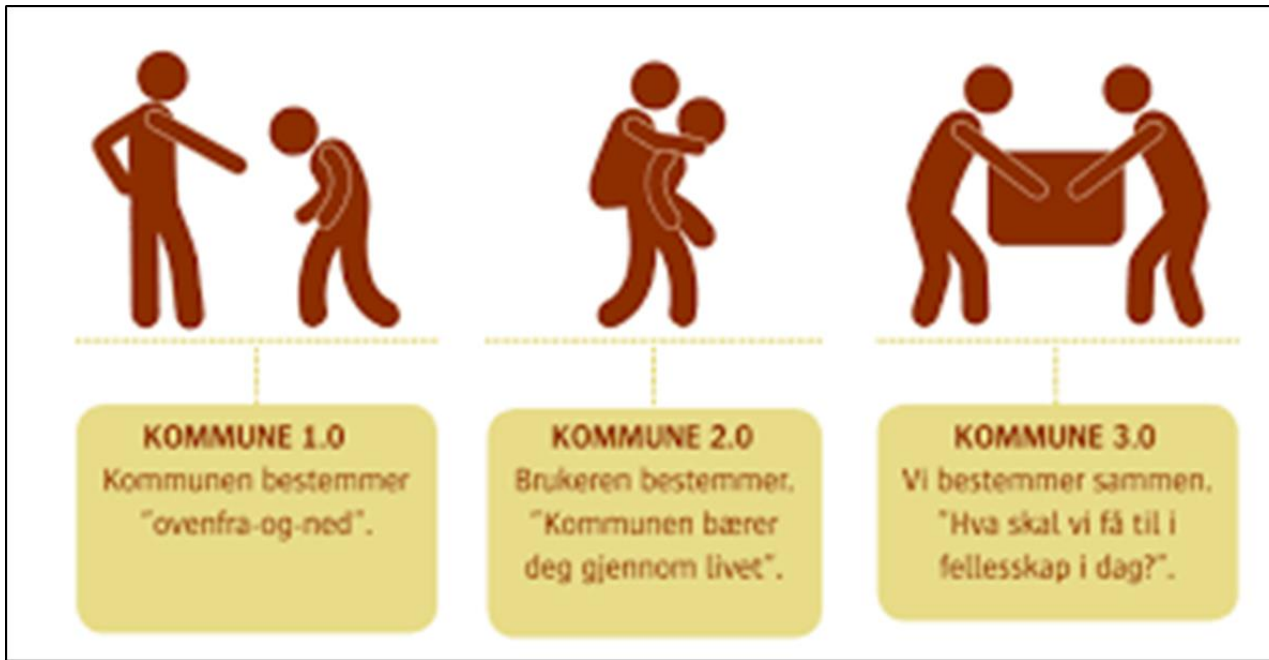 KOMMUNE 1.0
Kommunen bestemmer
"ovenfra-og-ned".
KOMMUNE 2.0
Brukeren bestemmer.
"Kommunen bærer
deg gjennom livet".
KOMMUNE 3.0
Vi bestemmer sammen.
"Hva skal vi få til i
fellesskap i dag?".